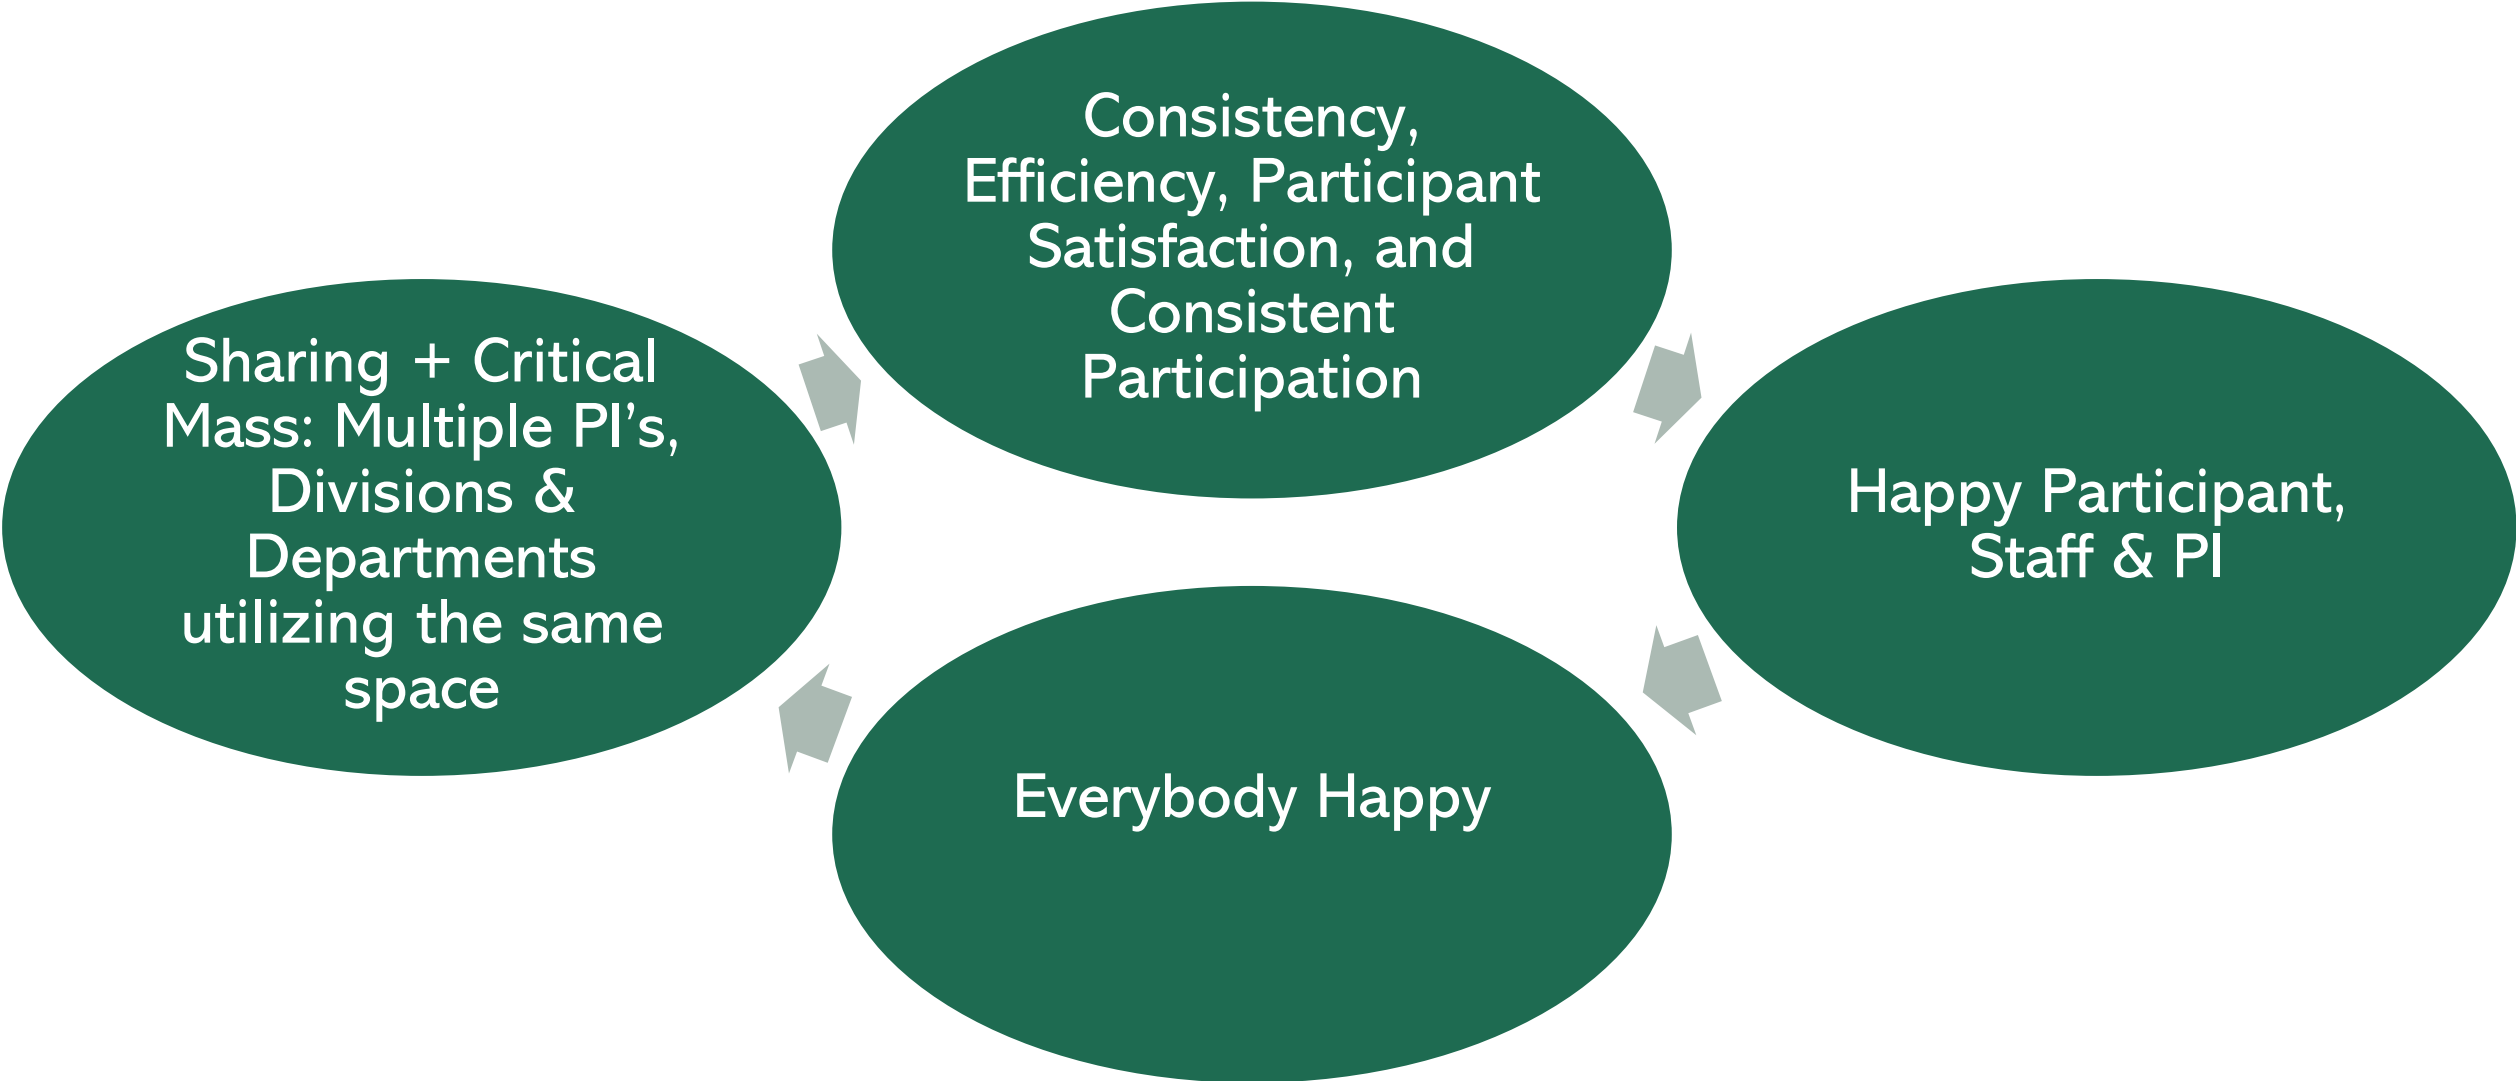 Consistency,
Efficiency, Participant
Satisfaction, and
Consistent
Participation
Sharing + Critical
Mass: Multiple PI’s,
Divisions &
Departments
utilizing the same
space
Happy Participant,
Staff & PI
Everybody Happy